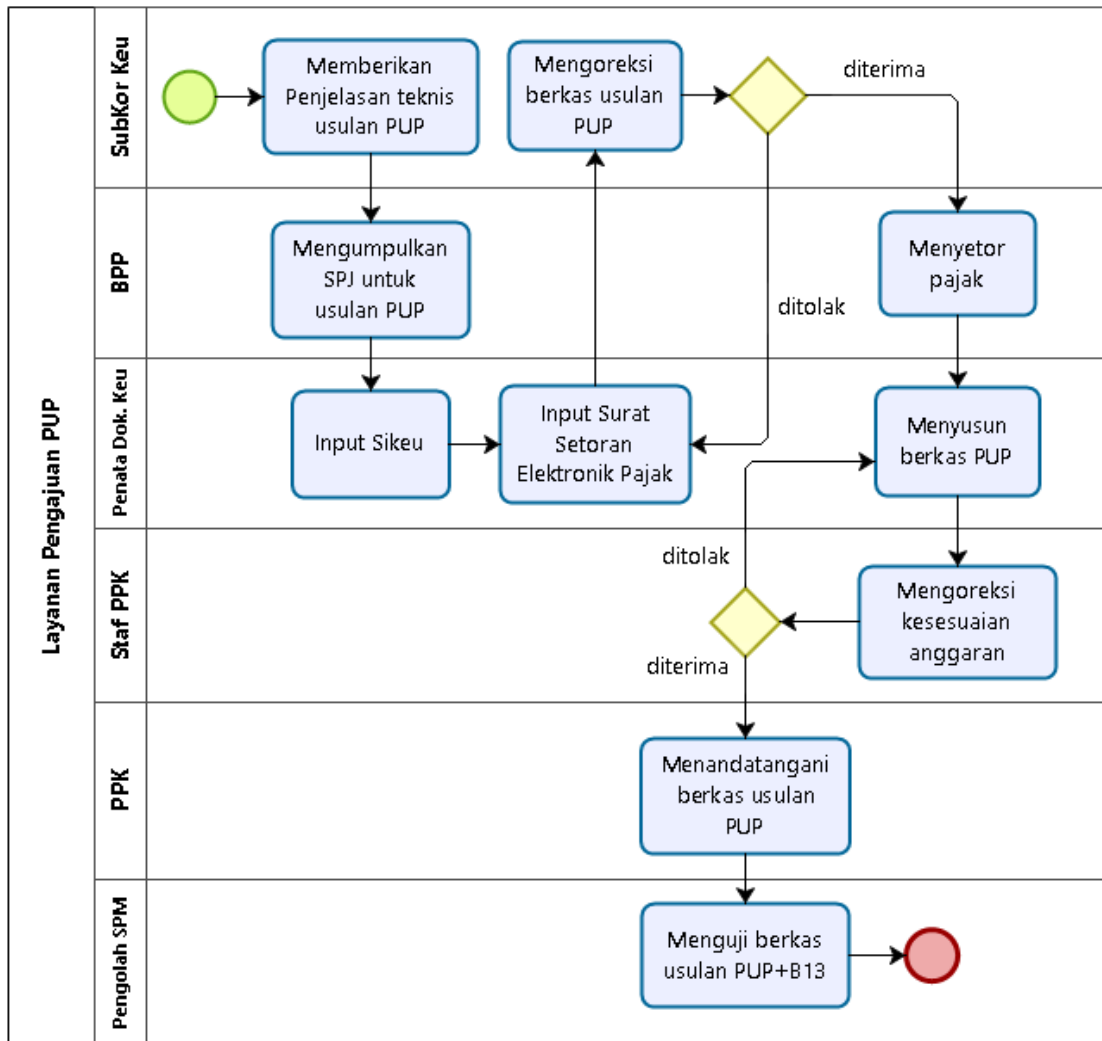 Layanan Pengajuan PUP
SubKor Keu
Memberikan
Penjelasan teknis
usulan PUP
Mengoreksi
berkas usulan
PUP
diterima
ditolak
BPP
Mengumpulkan
SPJ untuk
usulan PUP
Menyetor
pajak
Penata Dok. Keu
Input Sikeu
Input Surat
Setoran
Elektronik Pajak
Menyusun
berkas PUP
Staf PPK
ditolak
diterima
Mengoreksi
kesesuaian
anggaran
PPK
Menandatangani
berkas usulan
PUP
Pengolah SPM
Menguji berkas
usulan PUP+B13